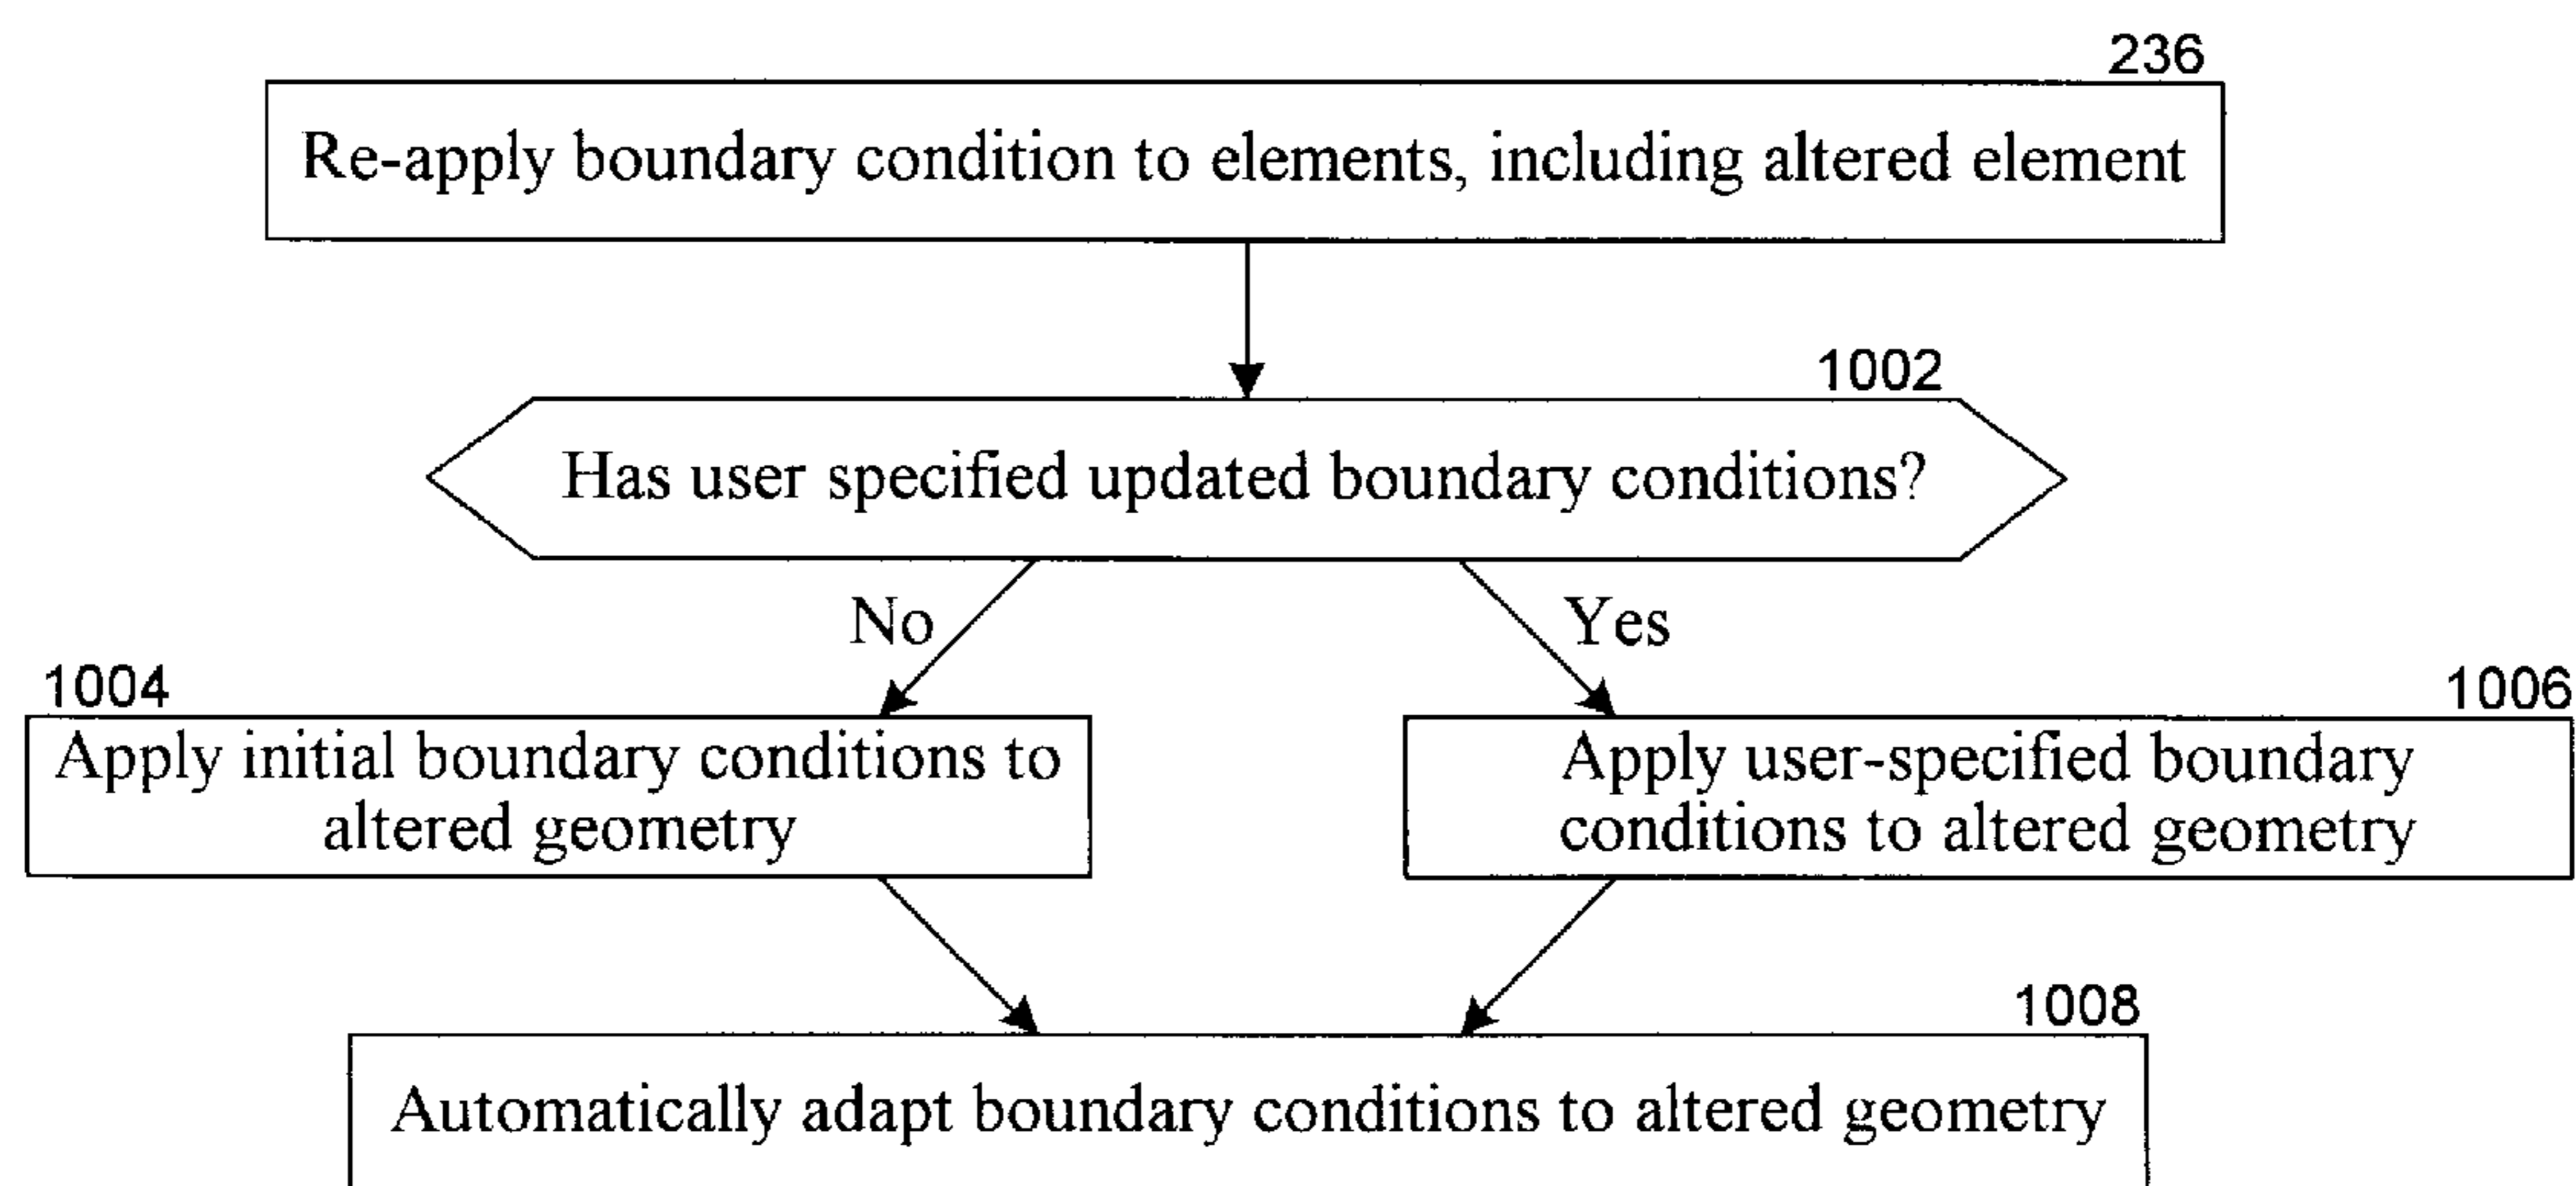 236
Re-apply boundary condition to elements, including altered element
1002
Has user specified updated boundary conditions?
No
Yes
1004
Apply initial boundary conditions to
altered geometry
1006
Apply user-specified boundary
conditions to altered geometry
1008
Automatically adapt boundary conditions to altered geometry